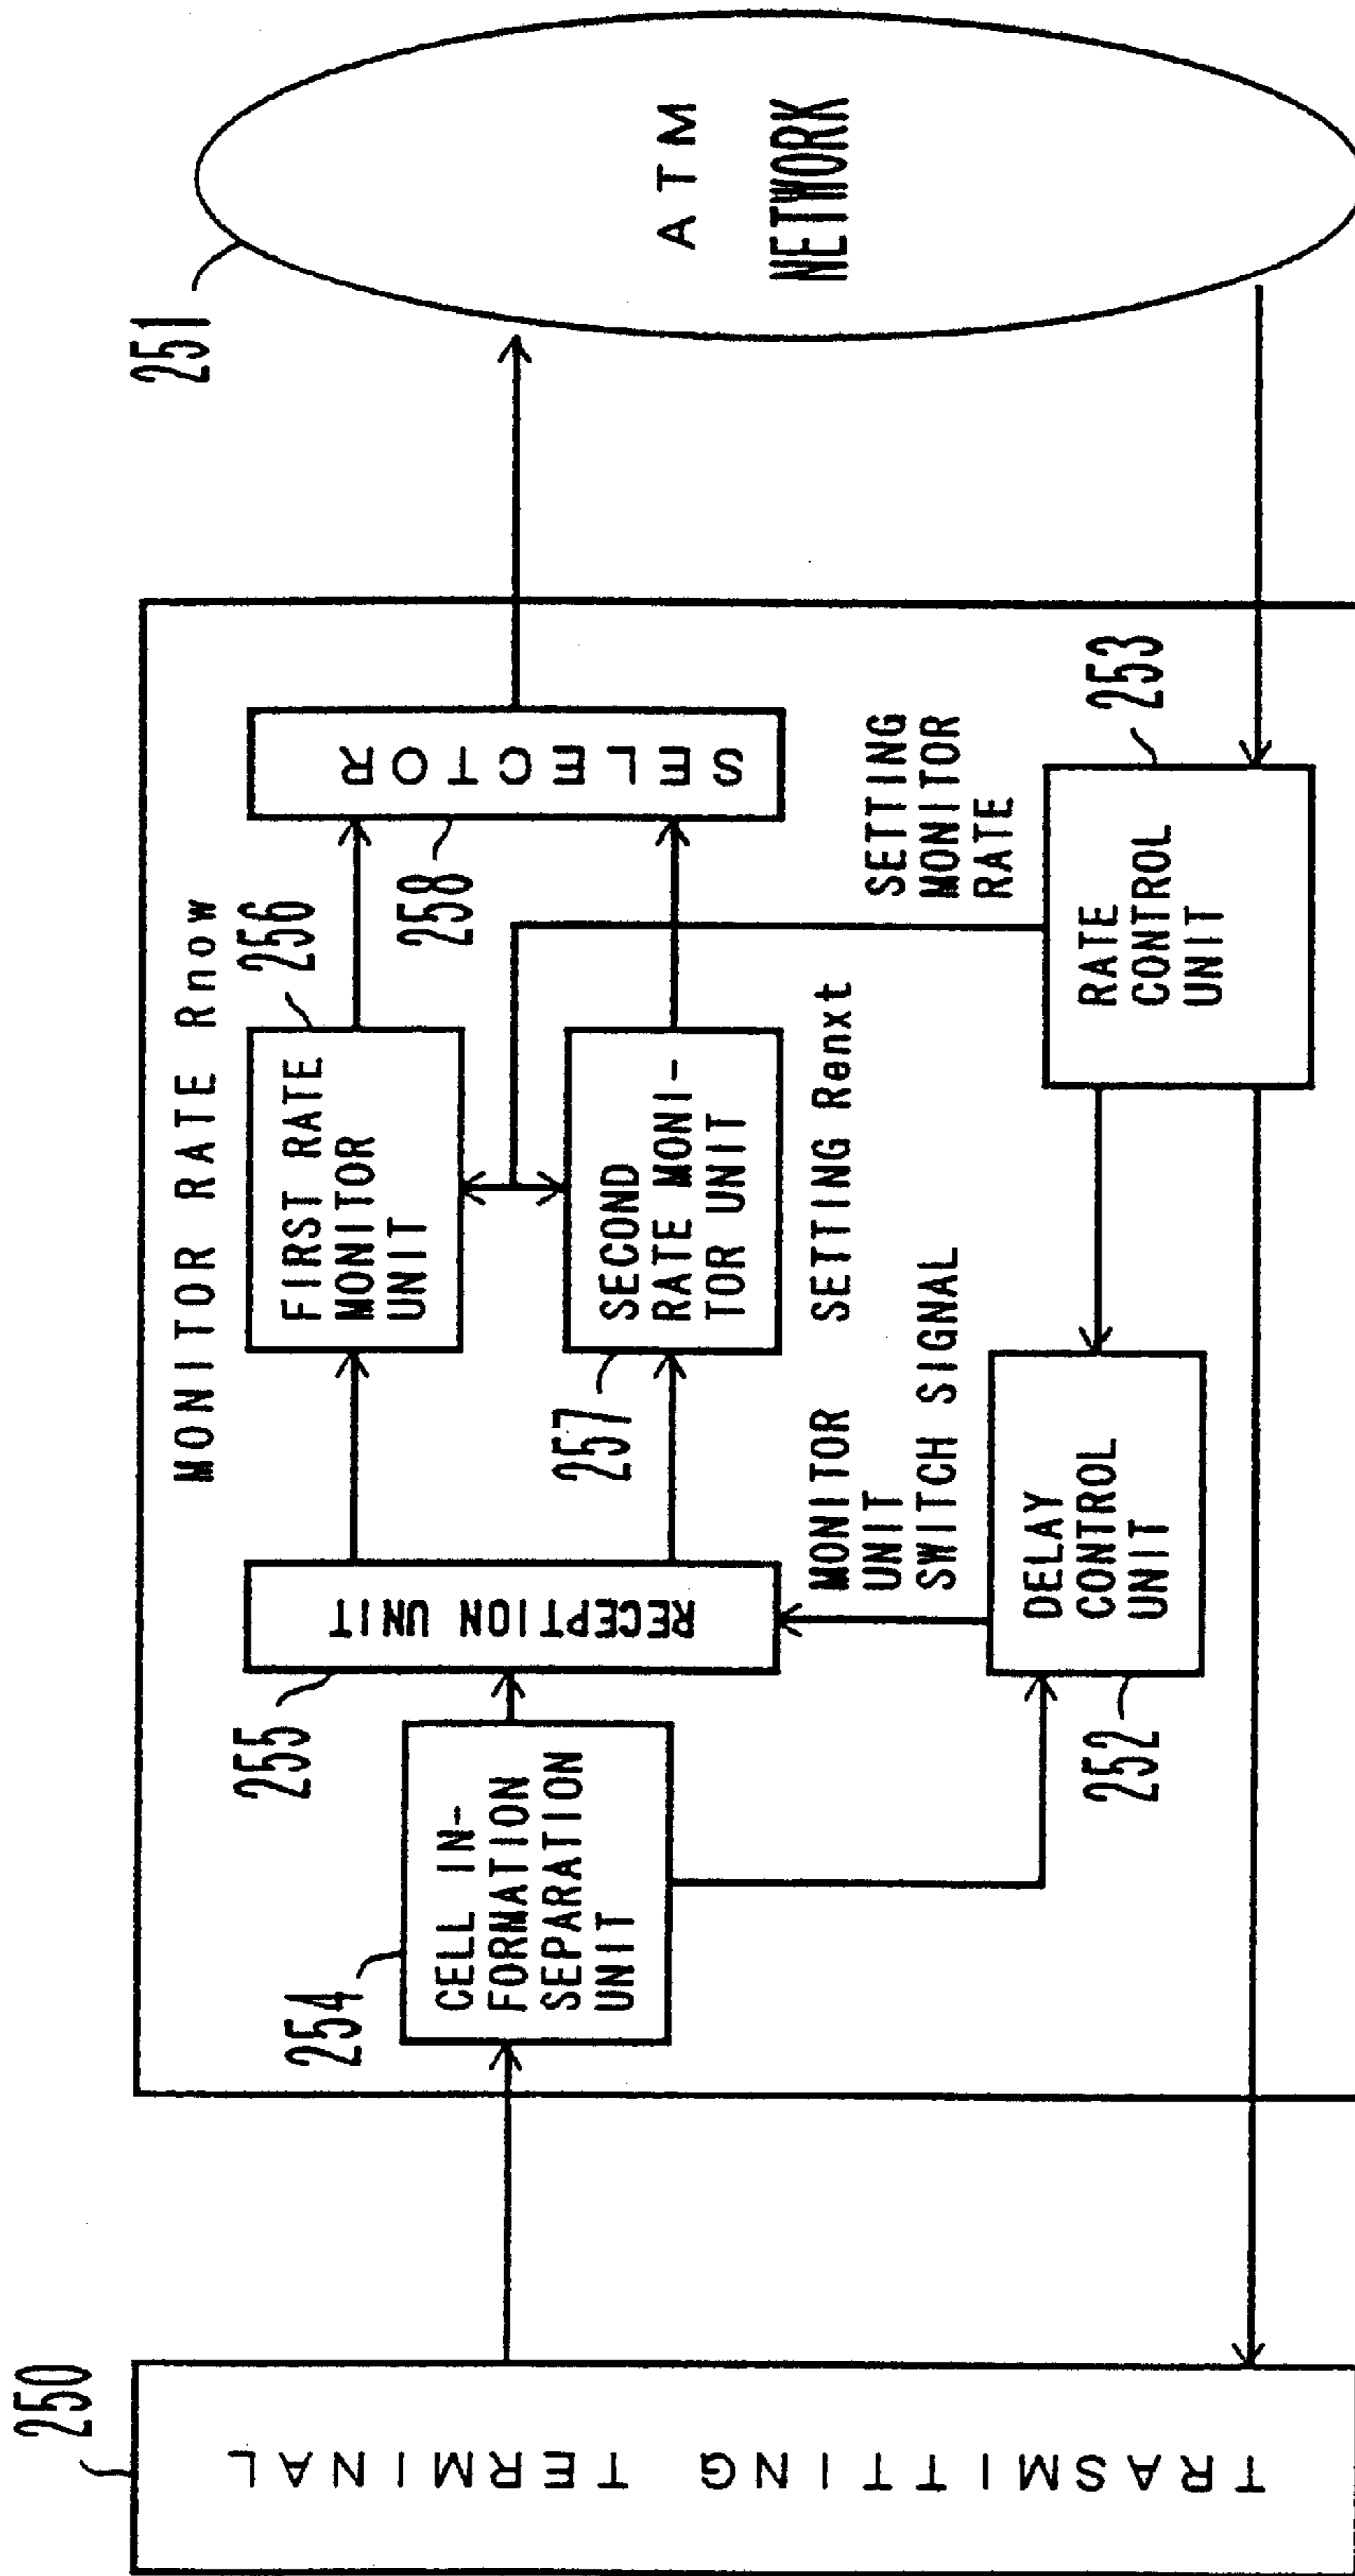 250
TRASMITTING TERMINAL
254
CELL IN-
FORMATION
SEPARATION
UNIT
255
RECEPTION UNIT
MONITOR RATE Rnow
256
FIRST RATE
MONITOR
UNIT
257
SECOND
RATE MONI-
TOR UNIT
258
SELECTOR
251
ATM
NETWORK
MONITOR
UNIT
SWITCH SIGNAL
SETTING Renxt
SETTING
MONITOR
RATE
252
DELAY
CONTROL
UNIT
253
RATE
CONTROL
UNIT